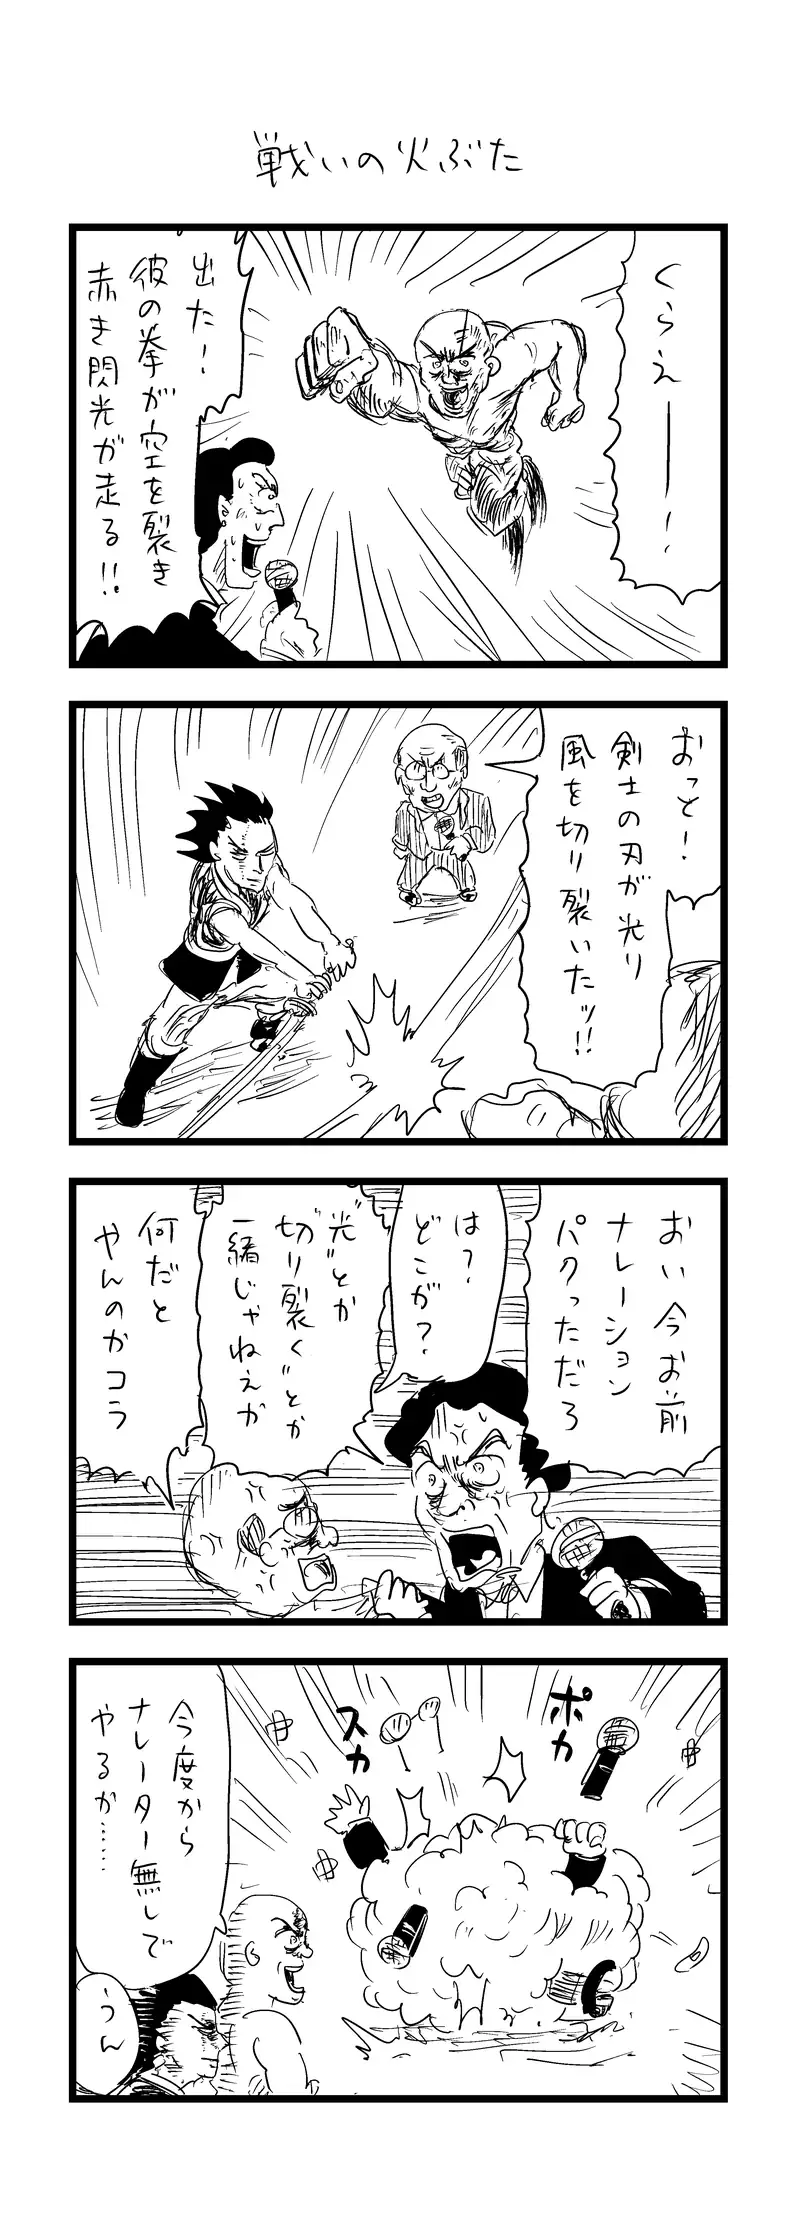 戦いの火ぶた
くらえー！
出た！
彼の拳が空を裂き
赤き閃光が走る！！
おっと！
剣士の刃が光り
風を切り裂いたッ！！
おい今お前
ナレーション
パクっただろ
は？
どこが？
"光"とか
"切り裂く"とか
一緒じゃねえか
何だと
やんのかコラ
ポカ
スカ
今度から
ナレーター無しで
やるか……
うん